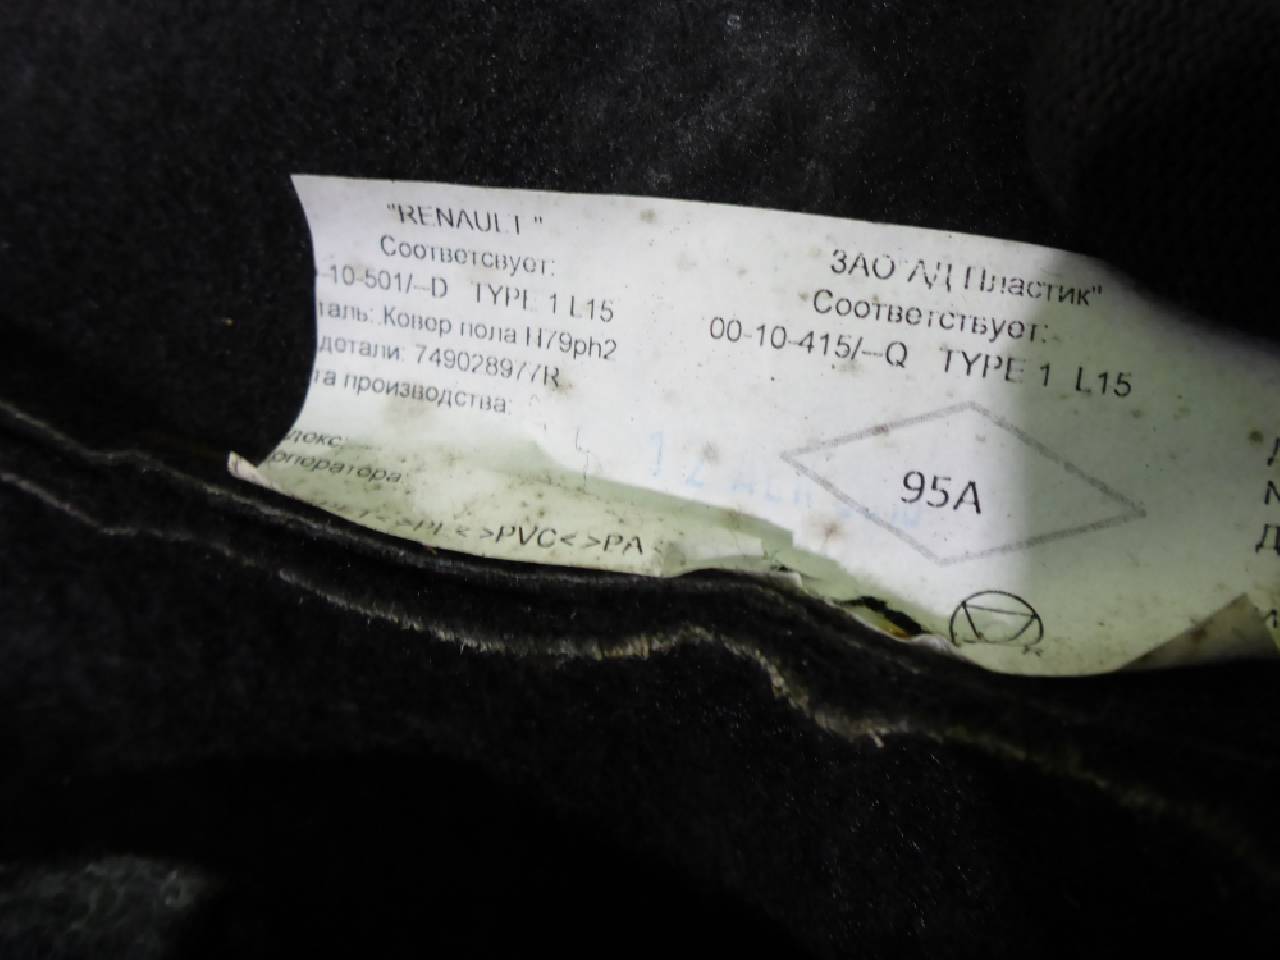 "RENAULT"
Соответсвует:
-10-501/--D TYPE 1 L15
таль: Ковер пола H79ph2
детали: 749028977R
та производства:
оператора:
>PVC< >PA
ЗАО "АД Пластик"
Соответствует:
00-10-415/--Q TYPE 1 L15
95A